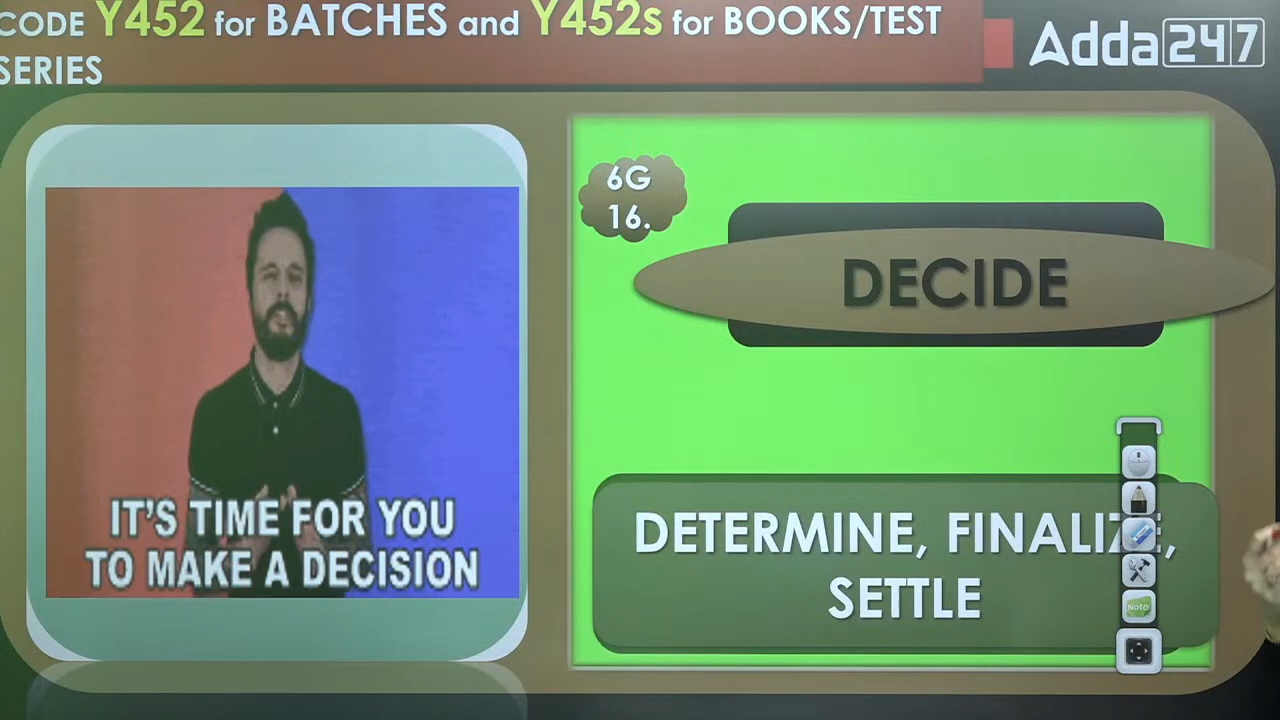 CODE Y452 for BATCHES and Y452s for BOOKS/TEST
SERIES
Adda247
6G
16.
DECIDE
IT'S TIME FOR YOU
TO MAKE A DECISION
DETERMINE, FINALIZE,
SETTLE
Note